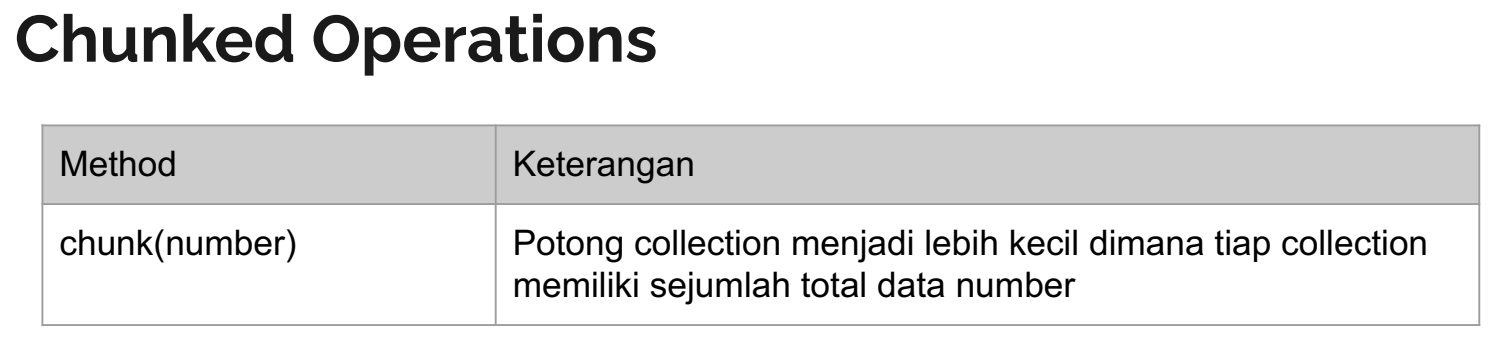 Chunked Operations
Method
Keterangan
chunk(number)
Potong collection menjadi lebih kecil dimana tiap collection
memiliki sejumlah total data number